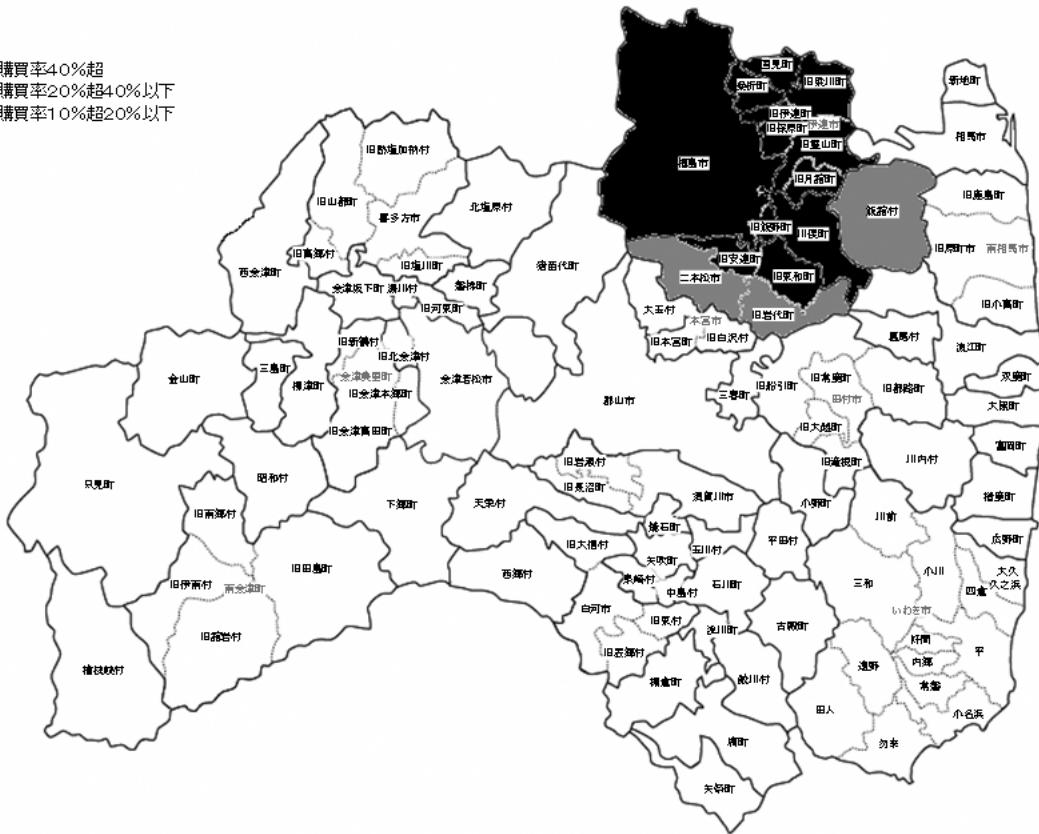 購買率40%超
購買率20%超40%以下
購買率10%超20%以下
国見町
桑折町
旧梁川町
新地町
旧伊達町
旧保原町
伊達市
旧霊山町
相馬市
福島市
旧月舘町
飯舘村
旧鹿島町
旧熱塩加納村
旧山都町
喜多方市
北塩原村
旧飯野町
川俣町
旧原町市
南相馬市
旧高郷村
旧塩川町
西会津町
猪苗代町
旧安達町
二本松市
旧東和町
会津坂下町
湯川村
磐梯町
旧河東町
大玉村
旧岩代町
旧小高町
本宮市
旧本宮町
旧白沢村
葛尾村
浪江町
旧新鶴村
旧北会津村
会津美里町
会津若松市
金山町
三島町
柳津町
旧会津本郷町
旧会津高田町
郡山市
三春町
旧船引町
旧常葉町
田村市
旧都路町
双葉町
大熊町
旧大越町
旧滝根町
川内村
富岡町
只見町
昭和村
旧岩瀬村
旧長沼町
須賀川市
下郷町
天栄村
小野町
楢葉町
旧南郷村
川前
鏡石町
平田村
広野町
旧大信村
矢吹町
玉川村
旧伊南村
南会津町
旧田島町
西郷村
泉崎村
中島村
石川町
三和
小川
四倉
大久
久之浜
白河市
旧東村
浅川町
古殿町
いわき市
旧舘岩村
旧表郷村
好間
内郷
平
檜枝岐村
棚倉町
鮫川村
遠野
常磐
田人
小名浜
勿来
塙町
矢祭町